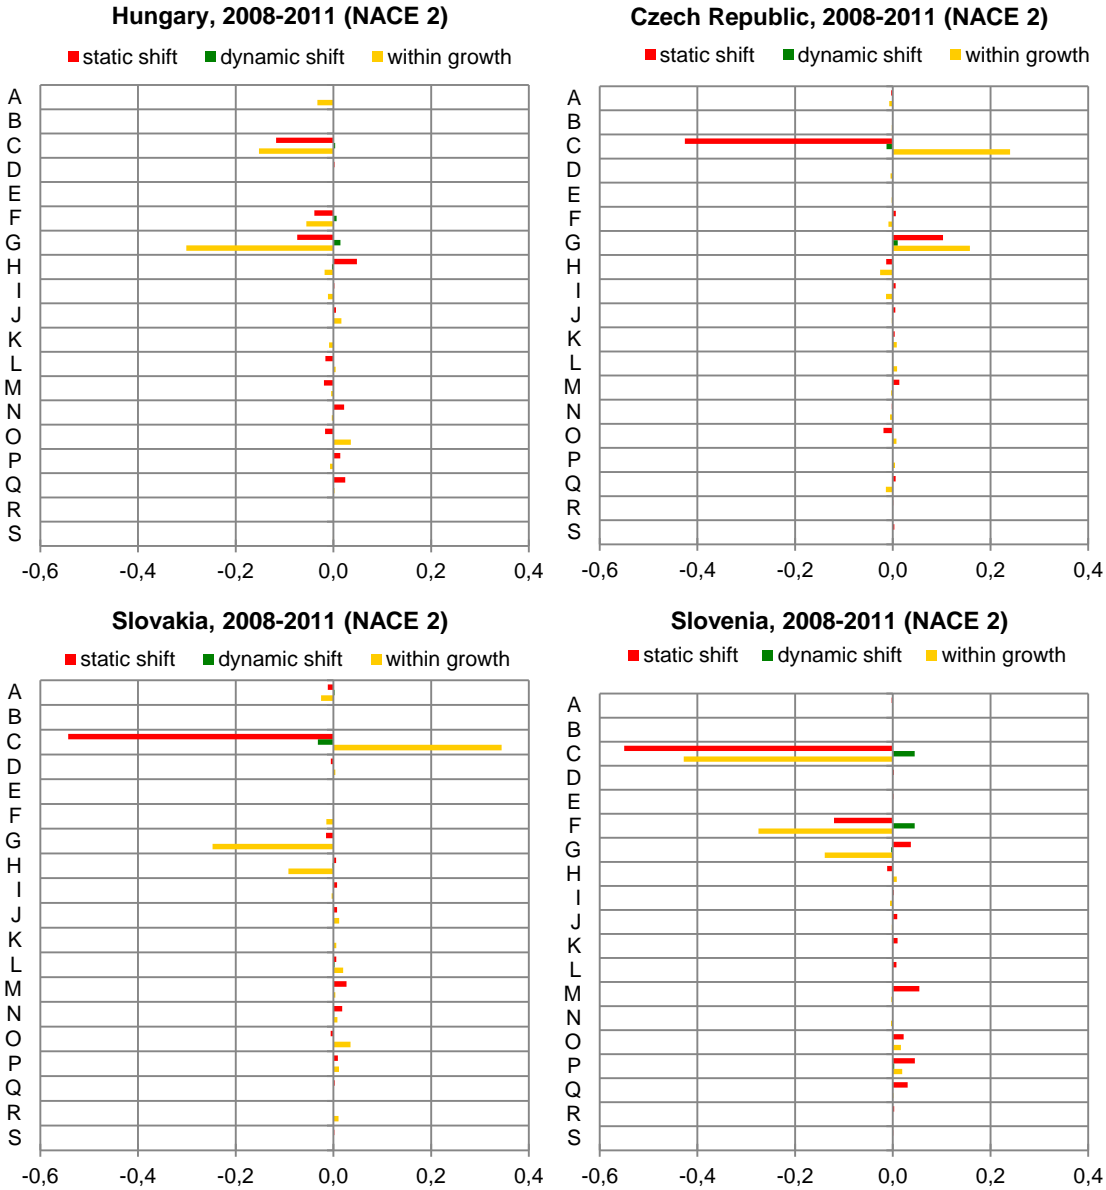 Hungary, 2008-2011 (NACE 2)
static shift dynamic shift within growth
A
B
C
D
E
F
G
H
I
J
K
L
M
N
O
P
Q
R
S
-0,6 -0,4 -0,2 0,0 0,2 0,4
Czech Republic, 2008-2011 (NACE 2)
static shift dynamic shift within growth
A
B
C
D
E
F
G
H
I
J
K
L
M
N
O
P
Q
R
S
-0,6 -0,4 -0,2 0,0 0,2 0,4
Slovakia, 2008-2011 (NACE 2)
static shift dynamic shift within growth
A
B
C
D
E
F
G
H
I
J
K
L
M
N
O
P
Q
R
S
-0,6 -0,4 -0,2 0,0 0,2 0,4
Slovenia, 2008-2011 (NACE 2)
static shift dynamic shift within growth
A
B
C
D
E
F
G
H
I
J
K
L
M
N
O
P
Q
R
S
-0,6 -0,4 -0,2 0,0 0,2 0,4